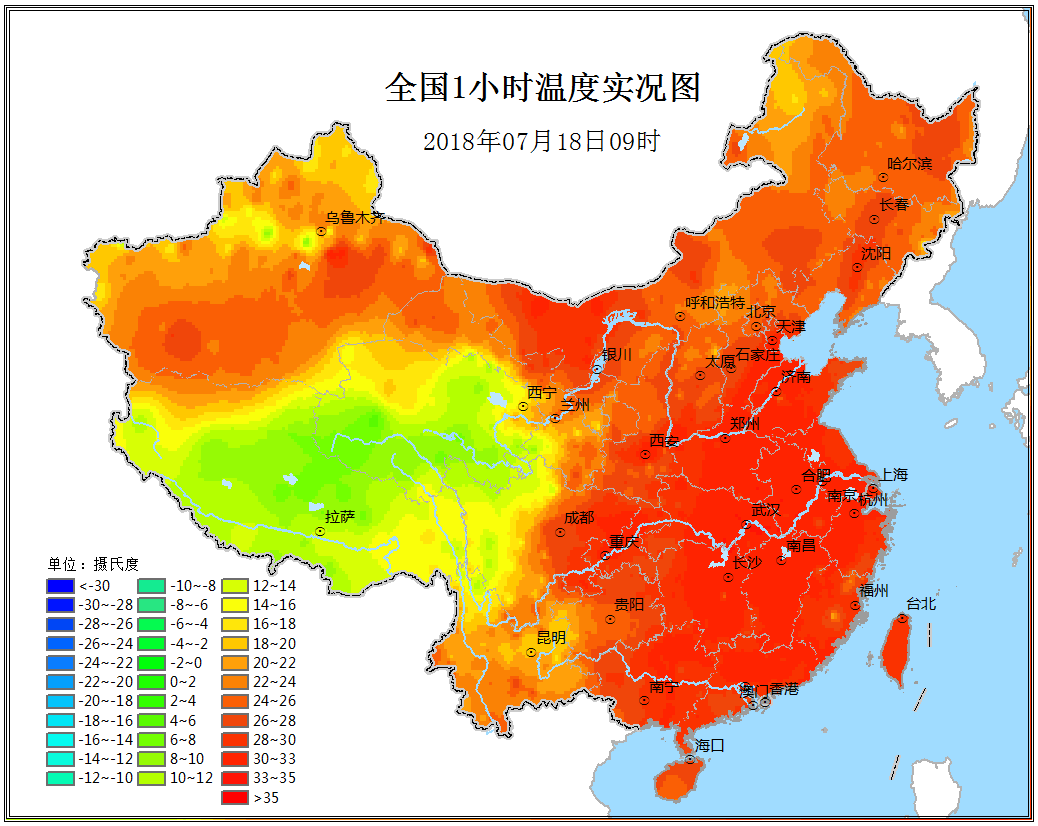 全国1小时温度实况图
2018年07月18日09时
哈尔滨
长春
乌鲁木齐
沈阳
呼和浩特
北京
天津
银川
太原
石家庄
济南
西宁
兰州
郑州
西安
合肥
上海
南京
杭州
拉萨
成都
武汉
重庆
南昌
长沙
贵阳
福州
台北
昆明
南宁
澳门
香港
海口
单位：摄氏度
<-30
-30~-28
-28~-26
-26~-24
-24~-22
-22~-20
-20~-18
-18~-16
-16~-14
-14~-12
-12~-10
-10~-8
-8~-6
-6~-4
-4~-2
-2~0
0~2
2~4
4~6
6~8
8~10
10~12
12~14
14~16
16~18
18~20
20~22
22~24
24~26
26~28
28~30
30~33
33~35
>35